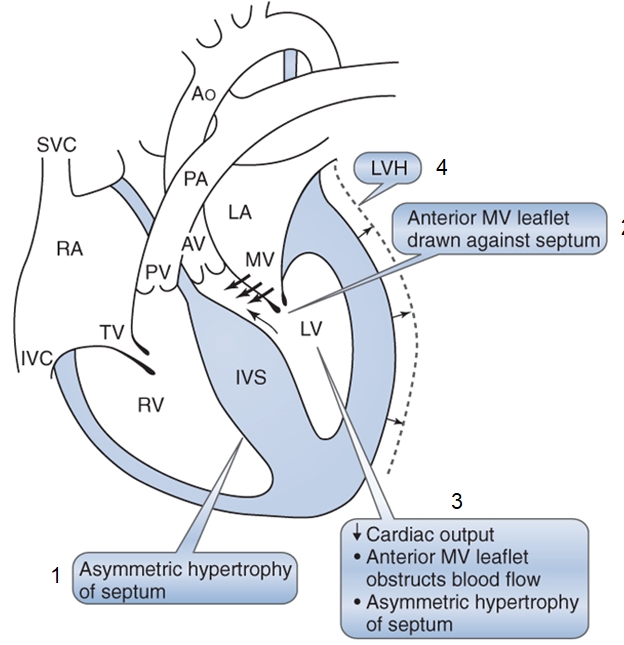 Ao
SVC
4
LVH
PA
LA
Anterior MV leaflet
drawn against septum
RA
AV
MV
PV
TV
LV
IVC
IVS
RV
3
↓ Cardiac output
• Anterior MV leaflet
obstructs blood flow
• Asymmetric hypertrophy
of septum
1
Asymmetric hypertrophy
of septum